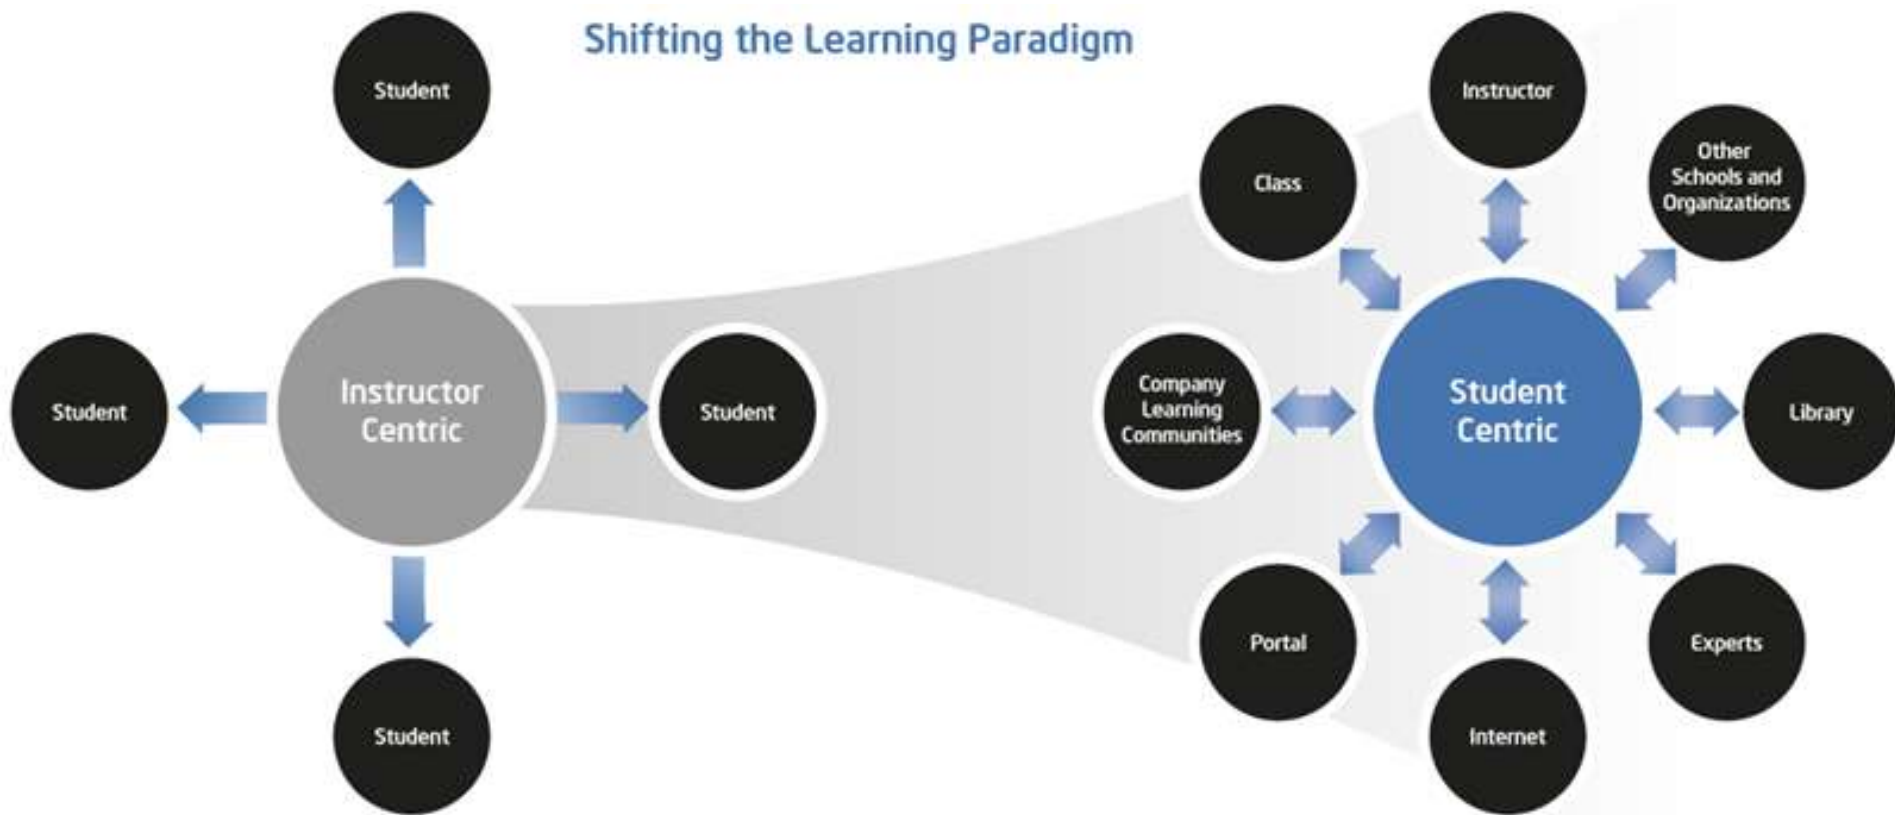 Shifting the Learning Paradigm
Student
Student
Instructor
Centric
Student
Student
Instructor
Class
Other
Schools and
Organizations
Company
Learning
Communities
Student
Centric
Library
Portal
Experts
Internet